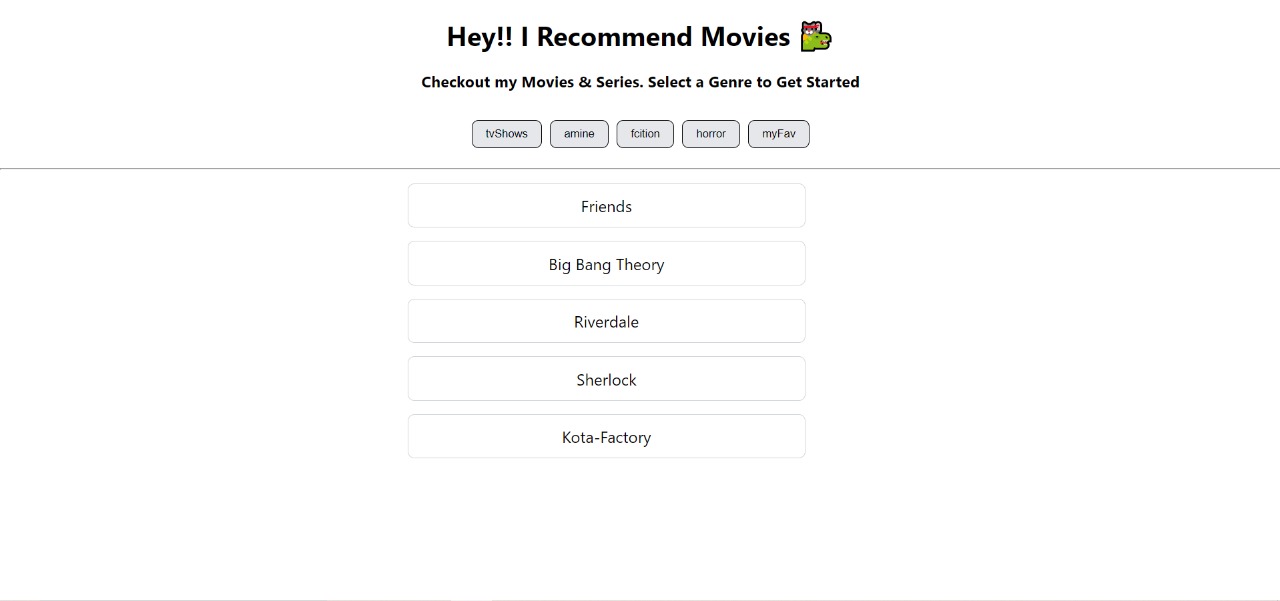 Hey!! I Recommend Movies
Checkout my Movies & Series. Select a Genre to Get Started
tvShows amine fcition horror myFav
Friends
Big Bang Theory
Riverdale
Sherlock
Kota-Factory